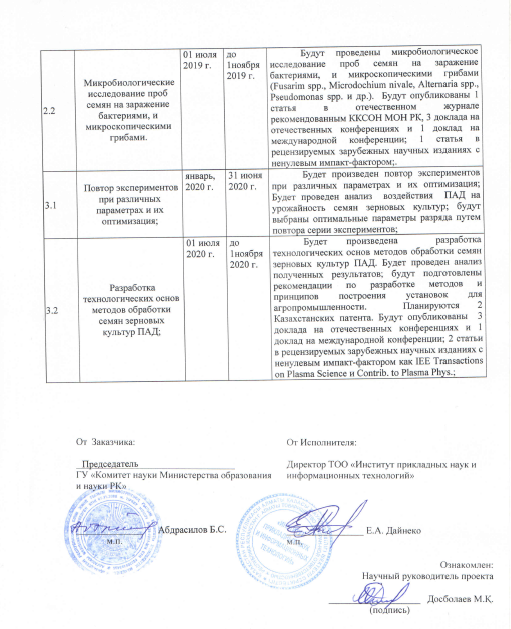 2.2
Микробиологические
исследование проб
семян на заражение
бактериями, и
микроскопическими
грибами.
01 июля
2019 г.
до
1ноября
2019 г.
Будут проведены микробиологическое
исследование проб семян на заражение
бактериями, и микроскопическими грибами
(Fusarim spp., Microdochium nivale, Alternaria spp.,
Pseudomonas spp. и др.). Будут опубликованы 1
статья в отечественном журнале
рекомендованным ККСОН МОН РК, 3 доклада на
отечественных конференциях и 1 доклад на
международной конференции; 1 статья в
рецензируемых зарубежных научных изданиях с
ненулевым импакт-фактором;.
3.1
Повтор экспериментов
при различных
параметрах и их
оптимизация;
январь,
2020 г.
31 июня
2020 г.
Будет произведен повтор экспериментов
при различных параметрах и их оптимизация;
Будет проведен анализ воздействия ПАД на
урожайность семян зерновых культур; будут
выбраны оптимальные параметры разряда путем
повтора серии экспериментов;
3.2
Разработка
технологических основ
методов обработки
семян зерновых
культур ПАД;
01 июля
2020 г.
до
1ноября
2020 г.
Будет произведена разработка
технологических основ методов обработки семян
зерновых культур ПАД. Будет проведен анализ
полученных результатов; будут подготовлены
рекомендации по разработке методов и
принципов построения установок для
агропромышленности. Планируются 2
Казахстанских патента. Будут опубликованы 3
доклада на отечественных конференциях и 1
доклад на международной конференции; 2 статьи
в рецензируемых зарубежных научных изданиях с
ненулевым импакт-фактором как IEE Transactions
on Plasma Science и Contrib. to Plasma Phys.;
От Заказчика:
Председатель
ГУ «Комитет науки Министерства образования
и науки РК»
Абдрасилов Б.С.
м.п.
От Исполнителя:
Директор ТОО «Институт прикладных наук и
информационных технологий»
Е.А. Дайнеко
м.п.
Ознакомлен:
Научный руководитель проекта
Досболаев М.Қ.
(подпись)